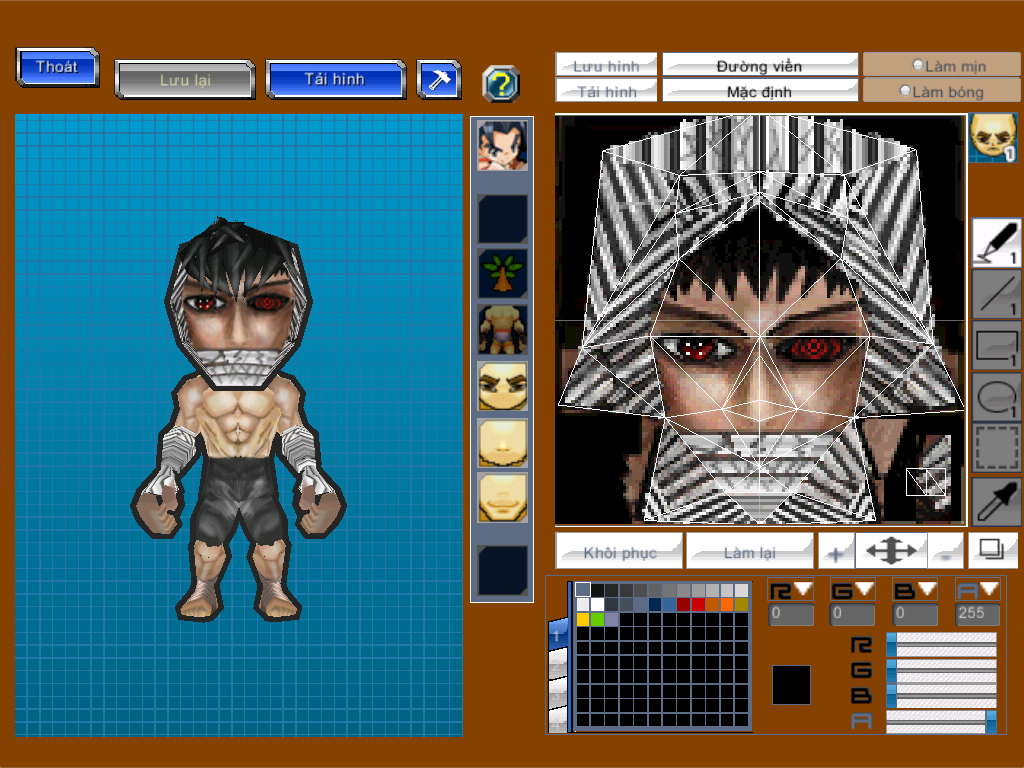 Thoát
Lưu lại
Tải hình
?
Lưu hình
Đường viền
Làm mịn
Tải hình
Mặc định
Làm bóng
0
1
1
1
1
Khôi phục
Làm lại
+
-
R G B A
0 0 0 255
1
R
G
B
A